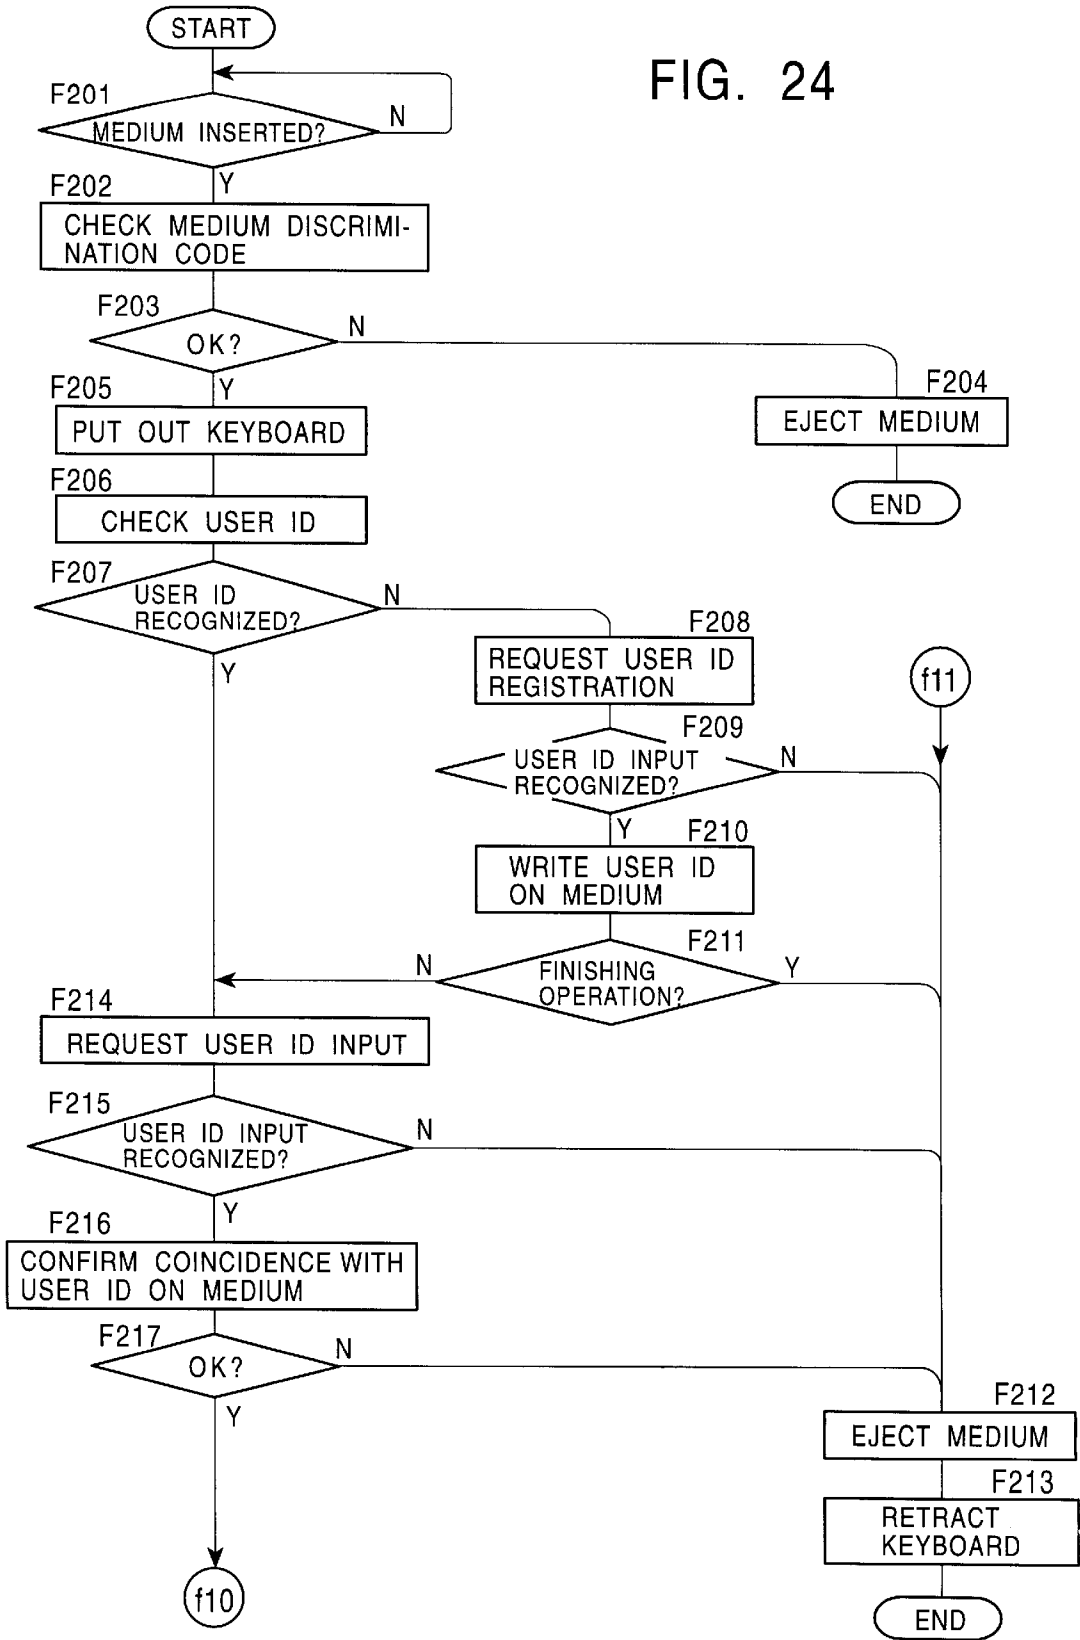 START
FIG. 24
F201
MEDIUM INSERTED?
N
Y
F202
CHECK MEDIUM DISCRIMI-
NATION CODE
F203
OK?
N
Y
F204
EJECT MEDIUM
END
F205
PUT OUT KEYBOARD
F206
CHECK USER ID
F207
USER ID
RECOGNIZED?
N
Y
F208
REQUEST USER ID
REGISTRATION
f11
F209
USER ID INPUT
RECOGNIZED?
N
Y
F210
WRITE USER ID
ON MEDIUM
F211
FINISHING
OPERATION?
N
Y
F214
REQUEST USER ID INPUT
F215
USER ID INPUT
RECOGNIZED?
N
Y
F216
CONFIRM COINCIDENCE WITH
USER ID ON MEDIUM
F217
OK?
N
Y
F212
EJECT MEDIUM
F213
RETRACT
KEYBOARD
f10
END